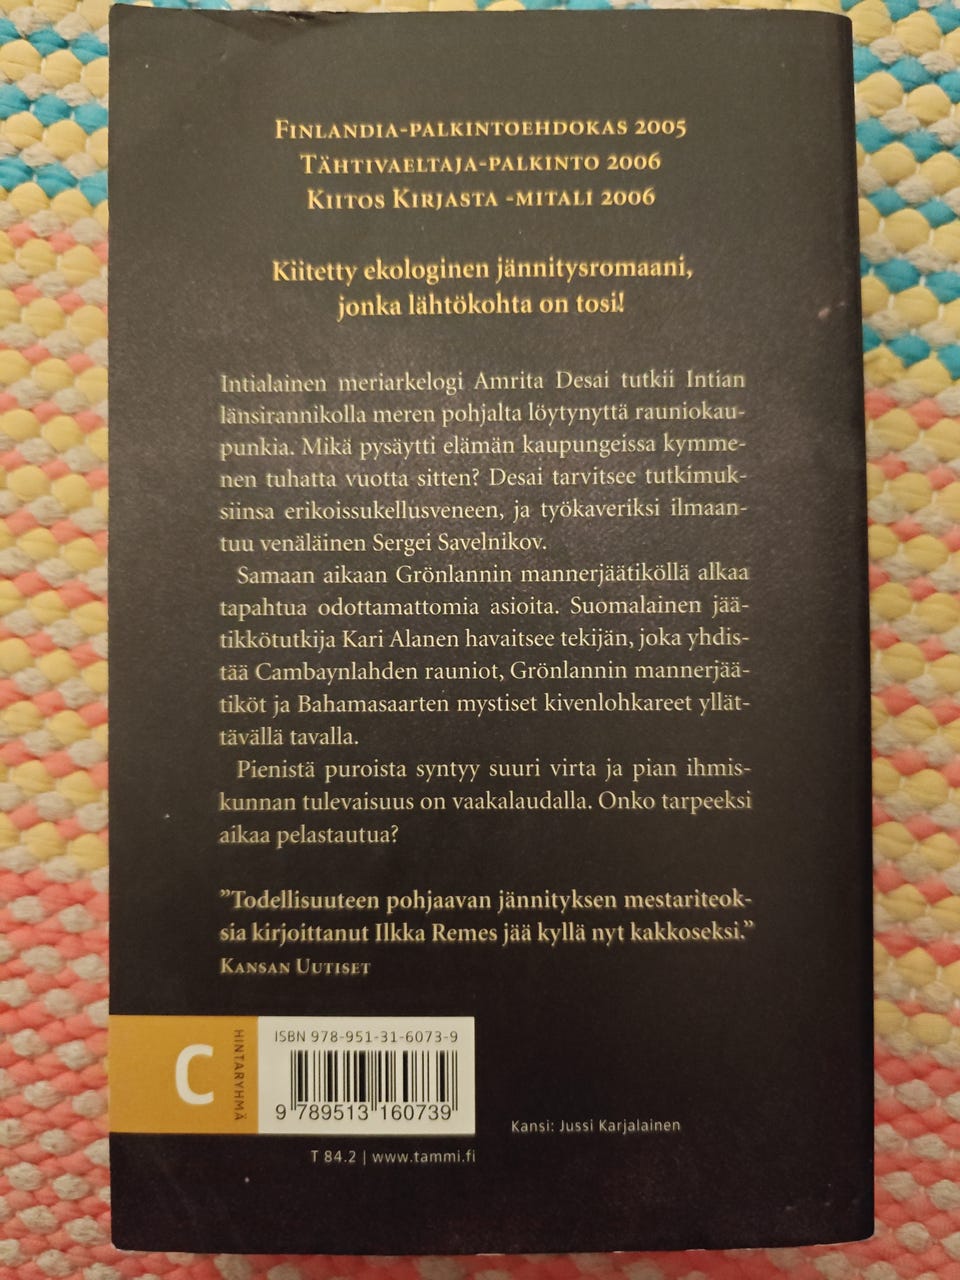 FINLANDIA-PALKINTOEHDOKAS 2005
TÄHTIVAELTAJA-PALKINTO 2006
KIITOS KIRJASTA -MITALI 2006
Kiitetty ekologinen jännitysromaani,
jonka lähtökohta on tosi!
Intialainen meriarkelogi Amrita Desai tutkii Intian
länsirannikolla meren pohjalta löytynyttä rauniokau-
punkia. Mikä pysäytti elämän kaupungeissa kymme-
nen tuhatta vuotta sitten? Desai tarvitsee tutkimuk-
siinsa erikoissukellusveneen, ja työkaveriksi ilmaan-
tuu venäläinen Sergei Savelnikov.
Samaan aikaan Grönlannin mannerjäätiköllä alkaa
tapahtua odottamattomia asioita. Suomalainen jää-
tikkötutkija Kari Alanen havaitsee tekijän, joka yhdis-
tää Cambaynlahden rauniot, Grönlannin mannerjää-
tiköt ja Bahamasaarten mystiset kivenlohkareet yllät-
tävällä tavalla.
Pienistä puroista syntyy suuri virta ja pian ihmis-
kunnan tulevaisuus on vaakalaudalla. Onko tarpeeksi
aikaa pelastautua?
”Todellisuuteen pohjaavan jännityksen mestariteok-
sia kirjoittanut Ilkka Remes jää kyllä nyt kakkoseksi.”
KANSAN UUTISET
C
HINTARYHMÄ
ISBN 978-951-31-6073-9
9 789513 160739
Kansi: Jussi Karjalainen
T 84.2 | www.tammi.fi